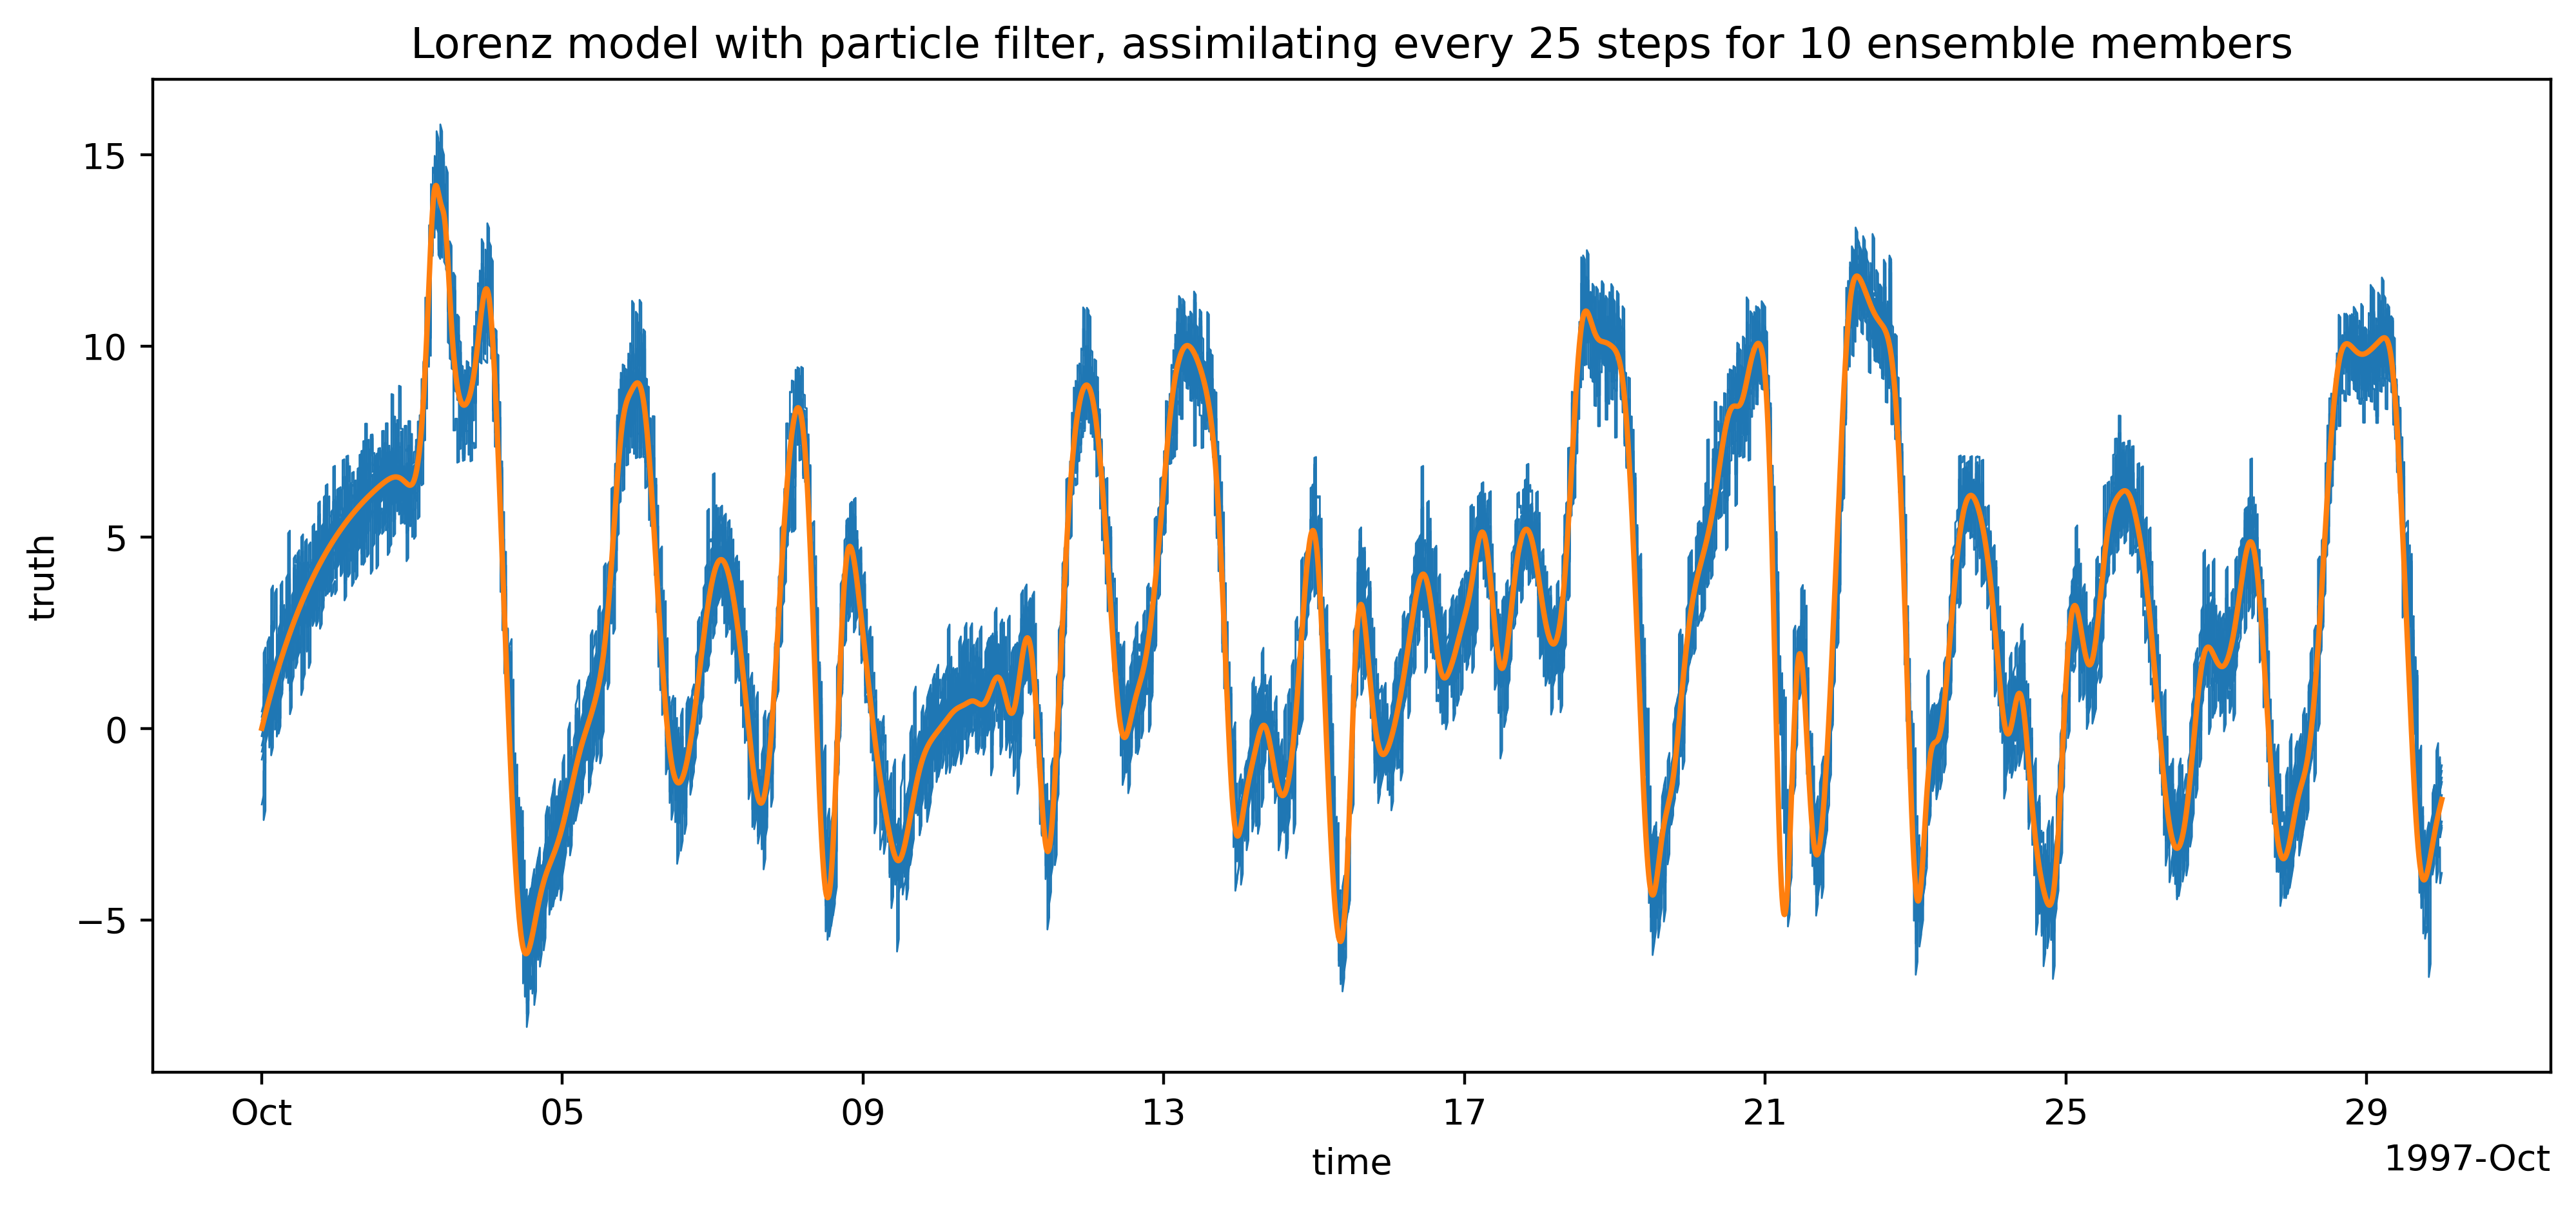 Lorenz model with particle filter, assimilating every 25 steps for 10 ensemble members
truth
15
10
5
0
−5
Oct 05 09 13 17 21 25 29
time
1997-Oct